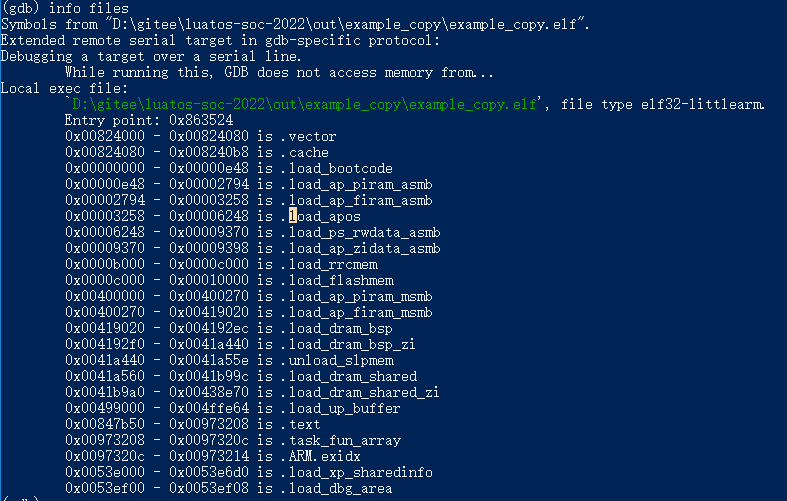 (gdb) info files
Symbols from "D:\gitee\luatos-soc-2022\out\example_copy\example_copy.elf".
Extended remote serial target in gdb-specific protocol:
Debugging a target over a serial line.
While running this, GDB does not access memory from...
Local exec file:
`D:\gitee\luatos-soc-2022\out\example_copy\example_copy.elf', file type elf32-littlearm.
Entry point: 0x863524
0x00824000 - 0x00824080 is .vector
0x00824080 - 0x008240b8 is .cache
0x00000000 - 0x00000e48 is .load_bootcode
0x00000e48 - 0x00002794 is .load_ap_piram_asmb
0x00002794 - 0x00003258 is .load_ap_firam_asmb
0x00003258 - 0x00006248 is .load_apos
0x00006248 - 0x00009370 is .load_ps_rwdata_asmb
0x00009370 - 0x00009398 is .load_ap_zidata_asmb
0x0000b000 - 0x0000c000 is .load_rrcmem
0x0000c000 - 0x00010000 is .load_flashmem
0x00400000 - 0x00400270 is .load_ap_piram_msmb
0x00400270 - 0x00419020 is .load_ap_firam_msmb
0x00419020 - 0x004192ec is .load_dram_bsp
0x004192f0 - 0x0041a440 is .load_dram_bsp_zi
0x0041a440 - 0x0041a55e is .unload_slpmem
0x0041a560 - 0x0041b99c is .load_dram_shared
0x0041b9a0 - 0x00438e70 is .load_dram_shared_zi
0x00499000 - 0x004ffe64 is .load_up_buffer
0x00847b50 - 0x00973208 is .text
0x00973208 - 0x0097320c is .task_fun_array
0x0097320c - 0x00973214 is .ARM.exidx
0x0053e000 - 0x0053e6d0 is .load_xp_sharedinfo
0x0053ef00 - 0x0053ef08 is .load_dbg_area